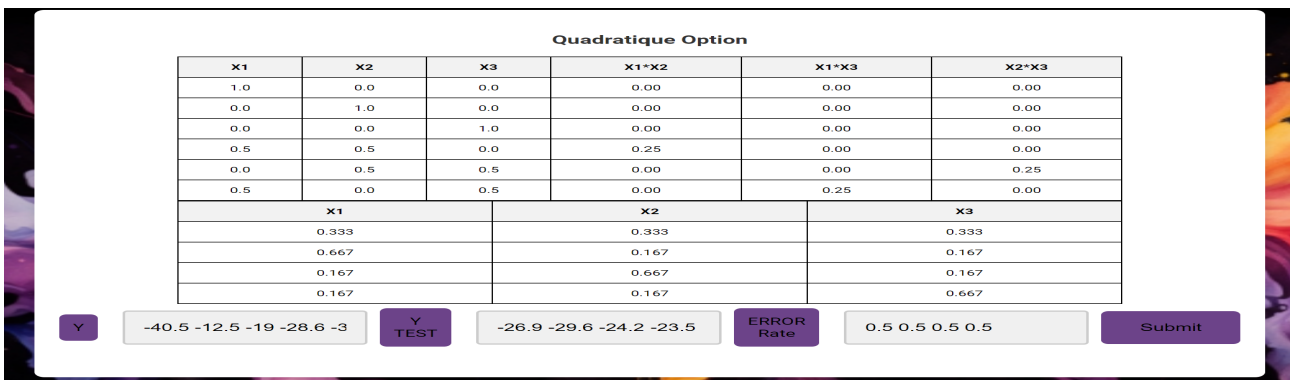 Quadratique Option
X1 X2 X3 X1*X2 X1*X3 X2*X3
1.0 0.0 0.0 0.00 0.00 0.00
0.0 1.0 0.0 0.00 0.00 0.00
0.0 0.0 1.0 0.00 0.00 0.00
0.5 0.5 0.0 0.25 0.00 0.00
0.0 0.5 0.5 0.00 0.00 0.25
0.5 0.0 0.5 0.00 0.25 0.00
X1 X2 X3
0.333 0.333 0.333
0.667 0.167 0.167
0.167 0.667 0.167
0.167 0.167 0.667
Y -40.5 -12.5 -19 -28.6 -3 Y TEST -26.9 -29.6 -24.2 -23.5 ERROR Rate 0.5 0.5 0.5 0.5 Submit